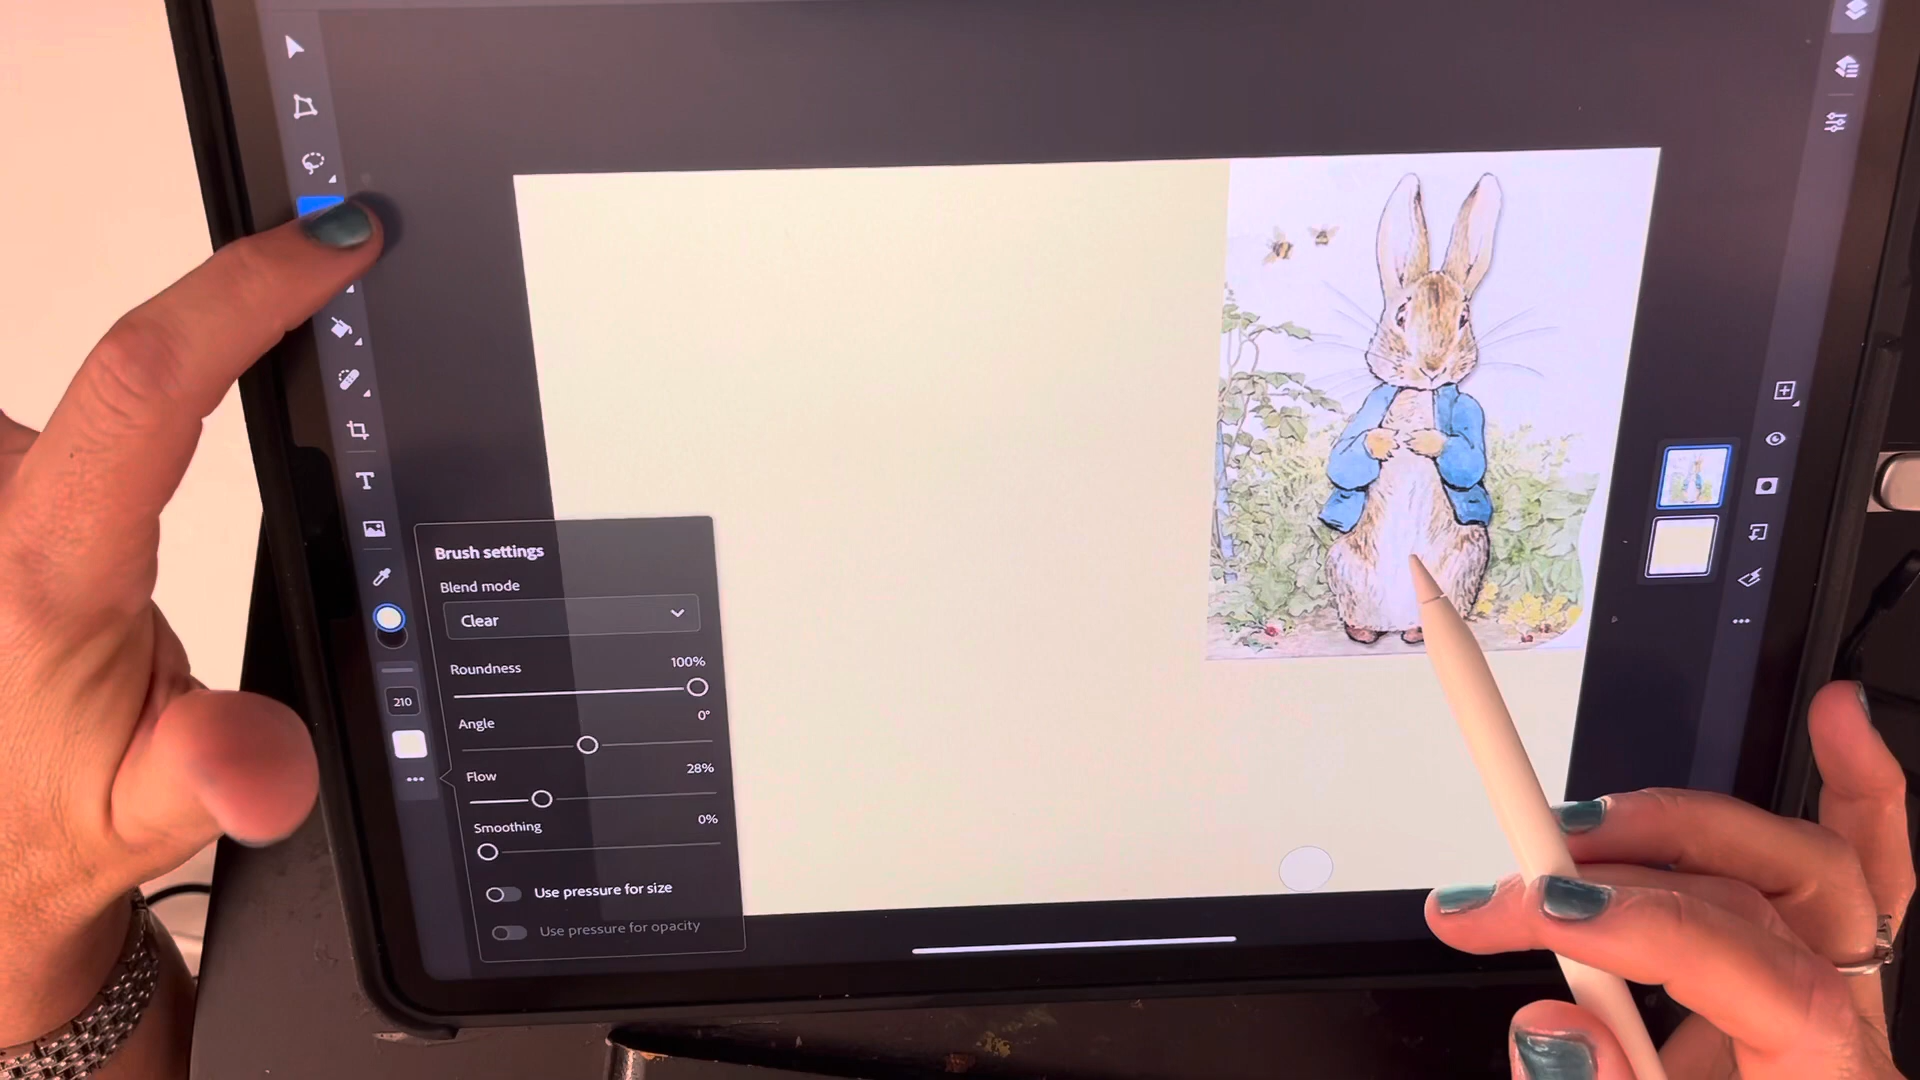 T
Brush settings
Blend mode
Clear
Roundness 100%
Angle 0°
210
Flow 28%
Smoothing 0%
Use pressure for size
Use pressure for opacity